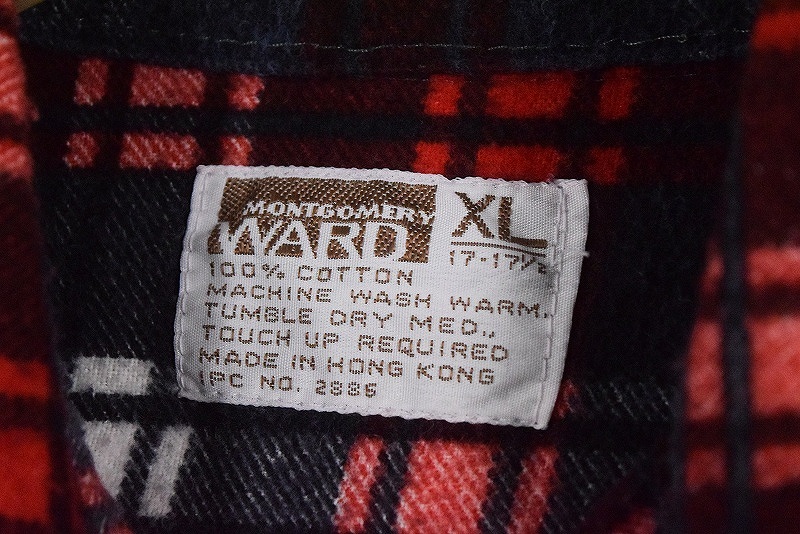 MONTGOMERY
WARD
XL
17-17½
100% COTTON
MACHINE WASH WARM,
TUMBLE DRY MED.,
TOUCH UP REQUIRED
MADE IN HONG KONG
IPC NO. 2886